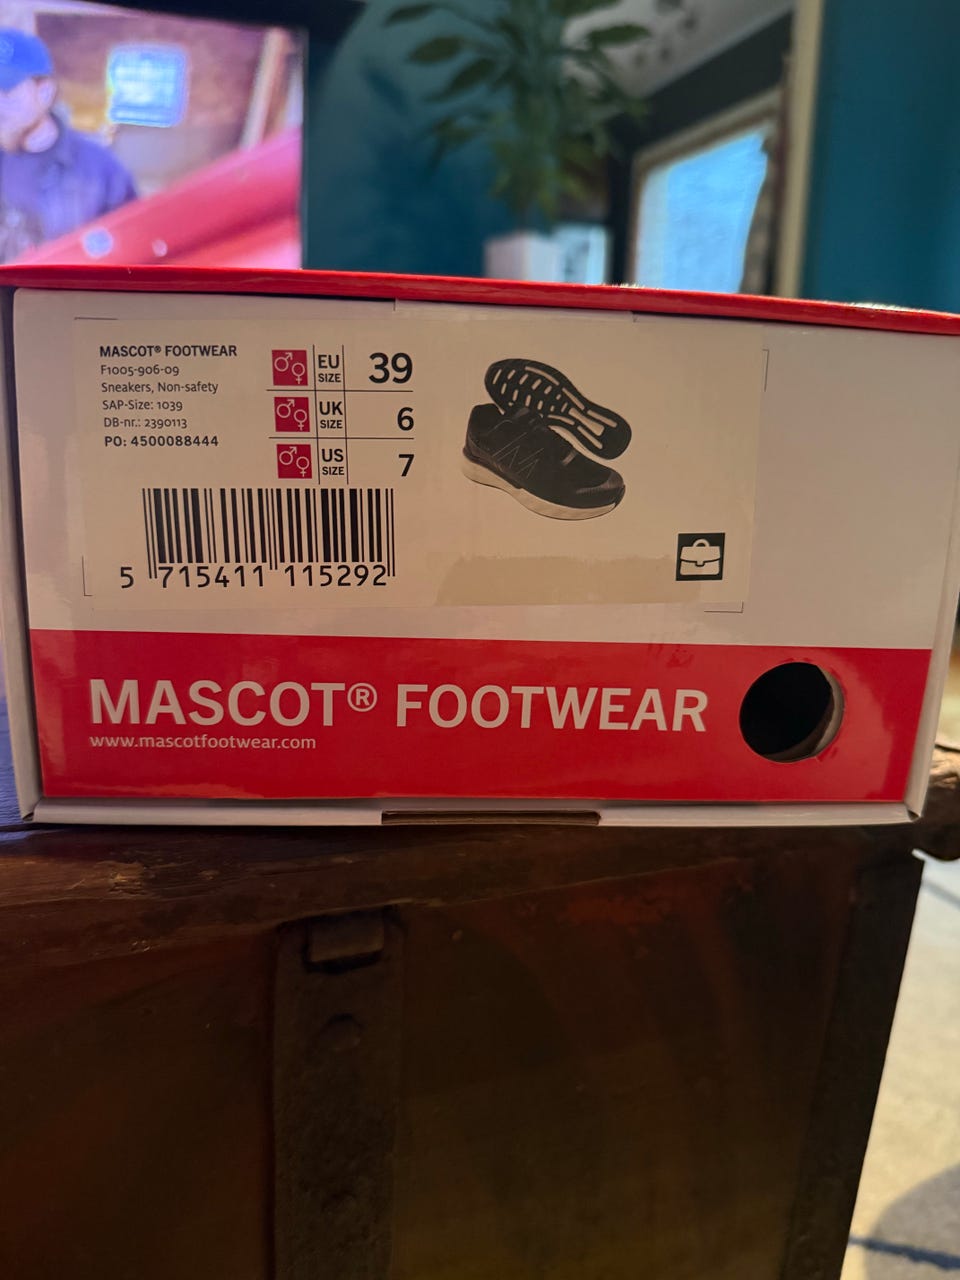 MASCOT® FOOTWEAR
F1005-906-09
Sneakers, Non-safety
SAP-Size: 1039
DB-nr.: 2390113
PO: 4500088444
EU SIZE 39
UK SIZE 6
US SIZE 7
5 715411 115292
MASCOT® FOOTWEAR
www.mascotfootwear.com